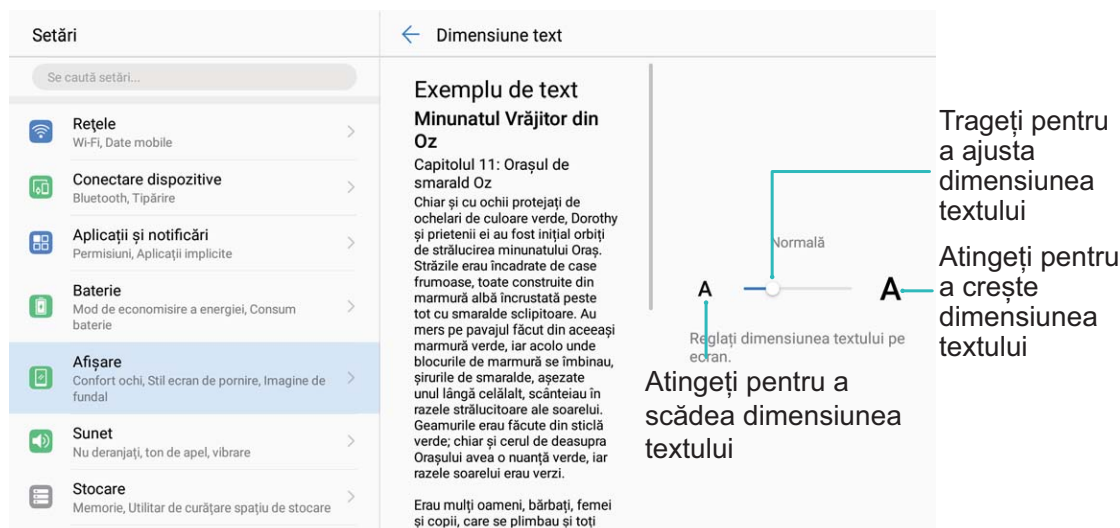 Setări
Se caută setări...
Rețele
Wi-Fi, Date mobile
Conectare dispozitive
Bluetooth, Tipărire
Aplicații și notificări
Permisiuni, Aplicații implicite
Baterie
Mod de economisire a energiei, Consum
baterie
Afișare
Confort ochi, Stil ecran de pornire, Imagine de
fundal
Sunet
Nu deranjați, ton de apel, vibrare
Stocare
Memorie, Utilitar de curățare spațiu de stocare
Dimensiune text
Exemplu de text
Minunatul Vrăjitor din
Oz
Capitolul 11: Orașul de
smarald Oz
Chiar și cu ochii protejați de
ochelari de culoare verde, Dorothy
și prietenii ei au fost inițial orbiți
de strălucirea minunatului Oraș.
Străzile erau încadrate de case
frumoase, toate construite din
marmură albă încrustată peste
tot cu smaralde sclipitoare. Au
mers pe pavajul făcut din aceeași
marmură verde, iar acolo unde
blocurile de marmură se îmbinau,
șirurile de smaralde, așezate
unul lângă celălalt, scânteiau în
razele strălucitoare ale soarelui.
Geamurile erau făcute din sticlă
verde; chiar și cerul de deasupra
Orașului avea o nuanță verde, iar
razele soarelui erau verzi.
Erau mulți oameni, bărbați, femei
și copii, care se plimbau și toți
Normală
A
A
Reglați dimensiunea textului pe
ecran.
Atingeți pentru a
scădea dimensiunea
textului
Trageți pentru
a ajusta
dimensiunea
textului
Atingeți pentru
a crește
dimensiunea
textului